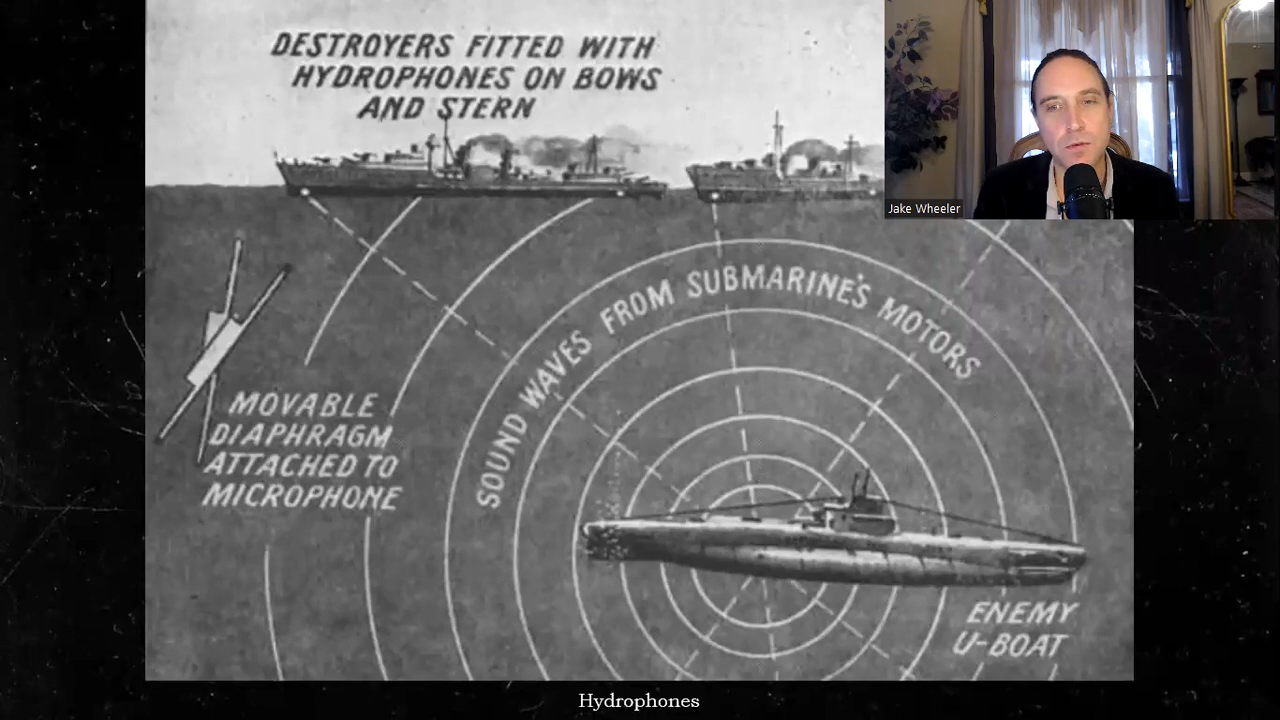 DESTROYERS FITTED WITH
HYDROPHONES ON BOWS
AND STERN
Jake Wheeler
SOUND WAVES FROM SUBMARINE'S MOTORS
MOVABLE
DIAPHRAGM
ATTACHED TO
MICROPHONE
ENEMY
U-BOAT
Hydrophones